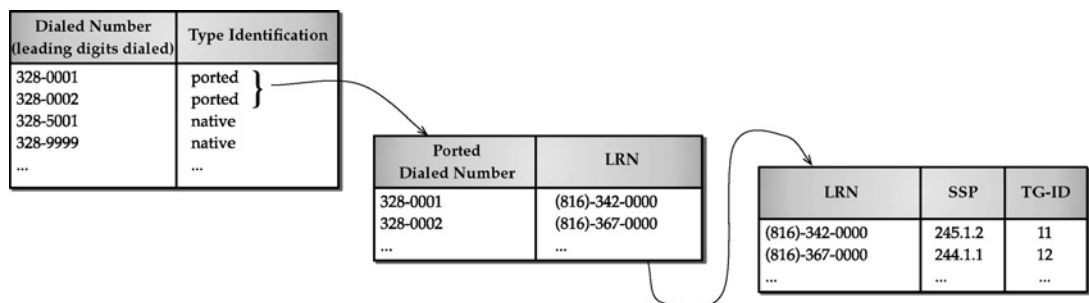 Dialed Number
(leading digits dialed)
Type Identification
328-0001 ported
328-0002 ported
328-5001 native
328-9999 native
... ...
Ported
Dialed Number
LRN
328-0001 (816)-342-0000
328-0002 (816)-367-0000
... ...
LRN SSP TG-ID
(816)-342-0000 245.1.2 11
(816)-367-0000 244.1.1 12
... ... ...